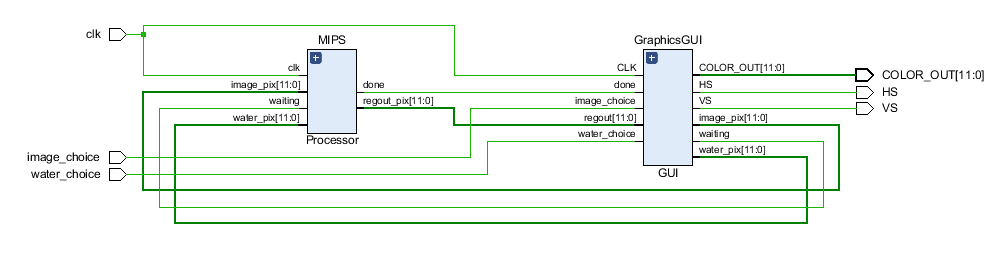 clk
MIPS
clk
image_pix[11:0]
waiting
water_pix[11:0]
done
regout_pix[11:0]
Processor
image_choice
water_choice
GraphicsGUI
CLK
done
image_choice
regout[11:0]
water_choice
COLOR_OUT[11:0]
HS
VS
image_pix[11:0]
waiting
water_pix[11:0]
GUI
COLOR_OUT[11:0]
HS
VS